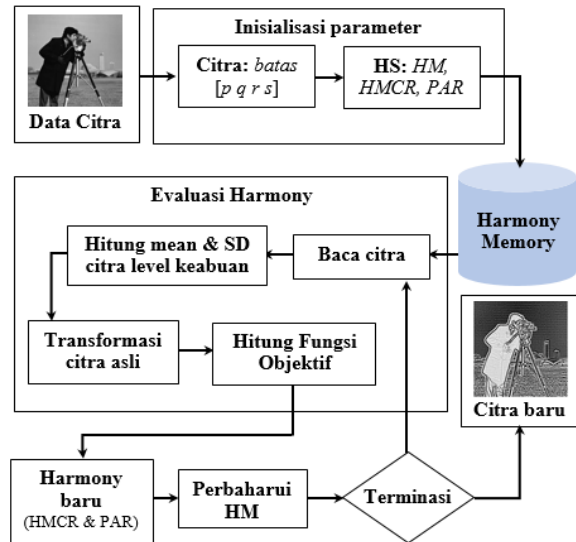 Inisialisasi parameter
Data Citra
Citra: batas
[p q r s]
HS: HM,
HMCR, PAR
Harmony
Memory
Evaluasi Harmony
Baca citra
Hitung mean & SD
citra level keabuan
Transformasi
citra asli
Hitung Fungsi
Objektif
Citra baru
Harmony
baru
(HMCR & PAR)
Perbaharui
HM
Terminasi